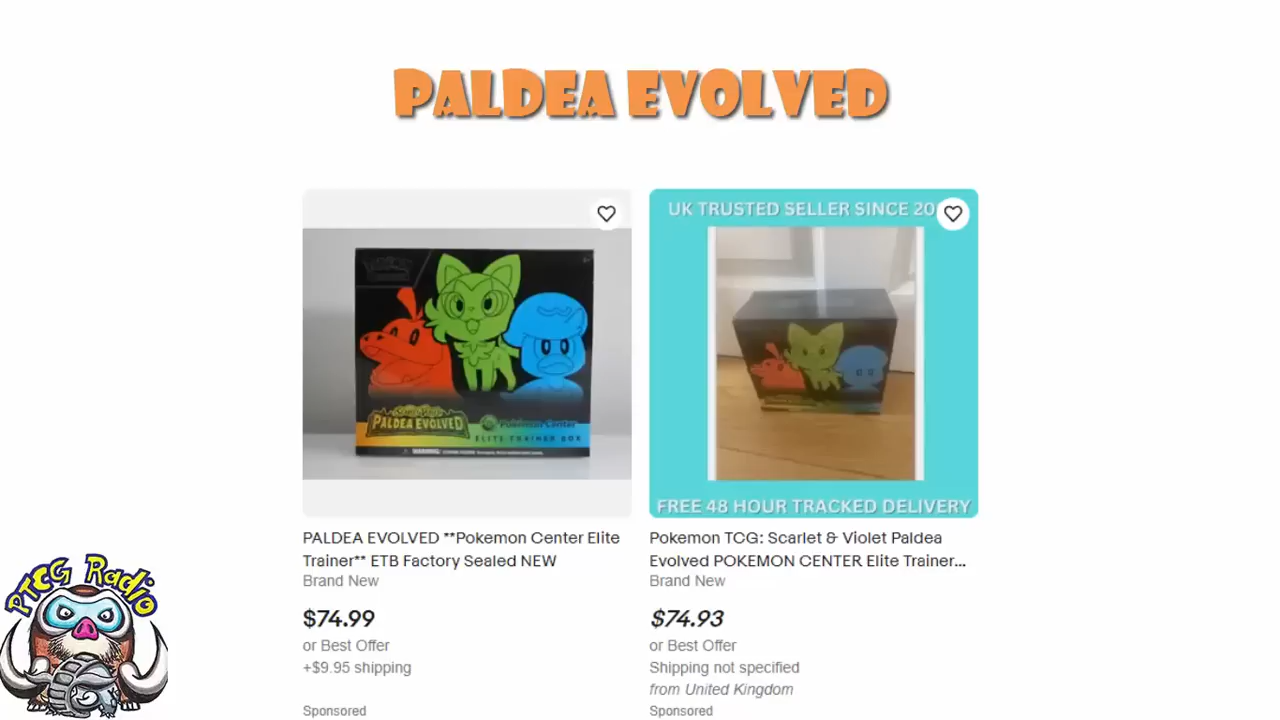 PALDEA EVOLVED
UK TRUSTED SELLER SINCE 20
PALDEA EVOLVED
Pokémon Center
ELITE TRAINER BOX
WARNING:
FREE 48 HOUR TRACKED DELIVERY
PALDEA EVOLVED **Pokemon Center Elite
Trainer** ETB Factory Sealed NEW
Brand New
$74.99
or Best Offer
+$9.95 shipping
Sponsored
Pokemon TCG: Scarlet & Violet Paldea
Evolved POKEMON CENTER Elite Trainer...
Brand New
$74.93
or Best Offer
Shipping not specified
from United Kingdom
Sponsored
PTCG Radio